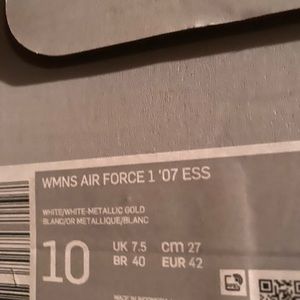 WMNS AIR FORCE 1 '07 ESS
WHITE/WHITE-METALLIC GOLD
BLANC/OR METALLIQUE/BLANC
10
UK 7.5 cm 27
BR 40 EUR 42